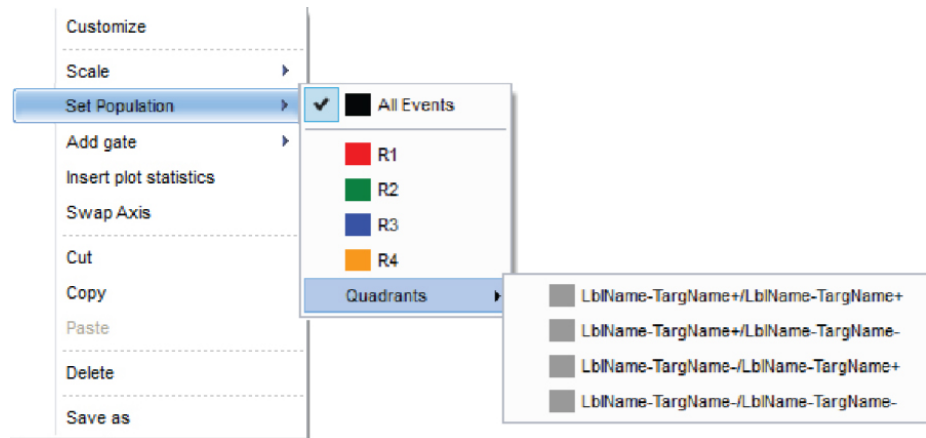 Customize
Scale
Set Population
Add gate
Insert plot statistics
Swap Axis
Cut
Copy
Paste
Delete
Save as
All Events
R1
R2
R3
R4
Quadrants
LblName-TargName+/LblName-TargName+
LblName-TargName+/LblName-TargName-
LblName-TargName-/LblName-TargName+
LblName-TargName-/LblName-TargName-